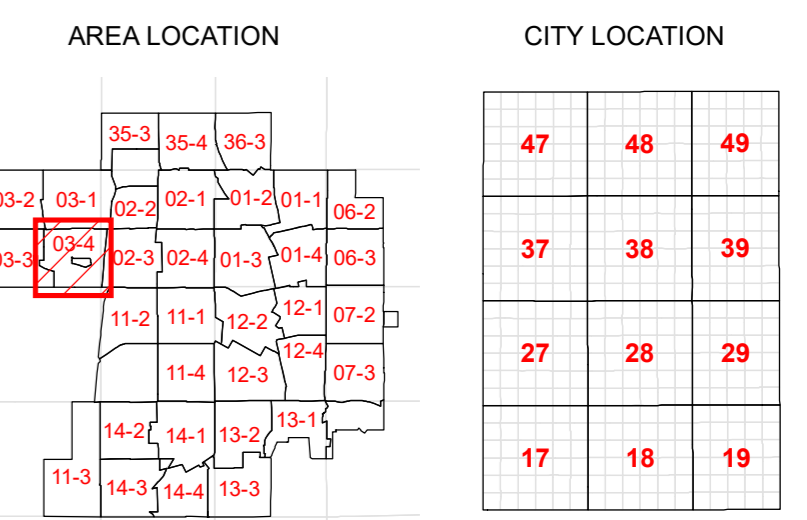 AREA LOCATION
CITY LOCATION
35-3 35-4 36-3
03-2 03-1 02-2 02-1 01-2 01-1 06-2
03-3 03-4 02-3 02-4 01-3 01-4 06-3
11-2 11-1 12-2 12-1 07-2
11-4 12-3 12-4 07-3
14-2 14-1 13-2 13-1
11-3 14-3 14-4 13-3
47 48 49
37 38 39
27 28 29
17 18 19